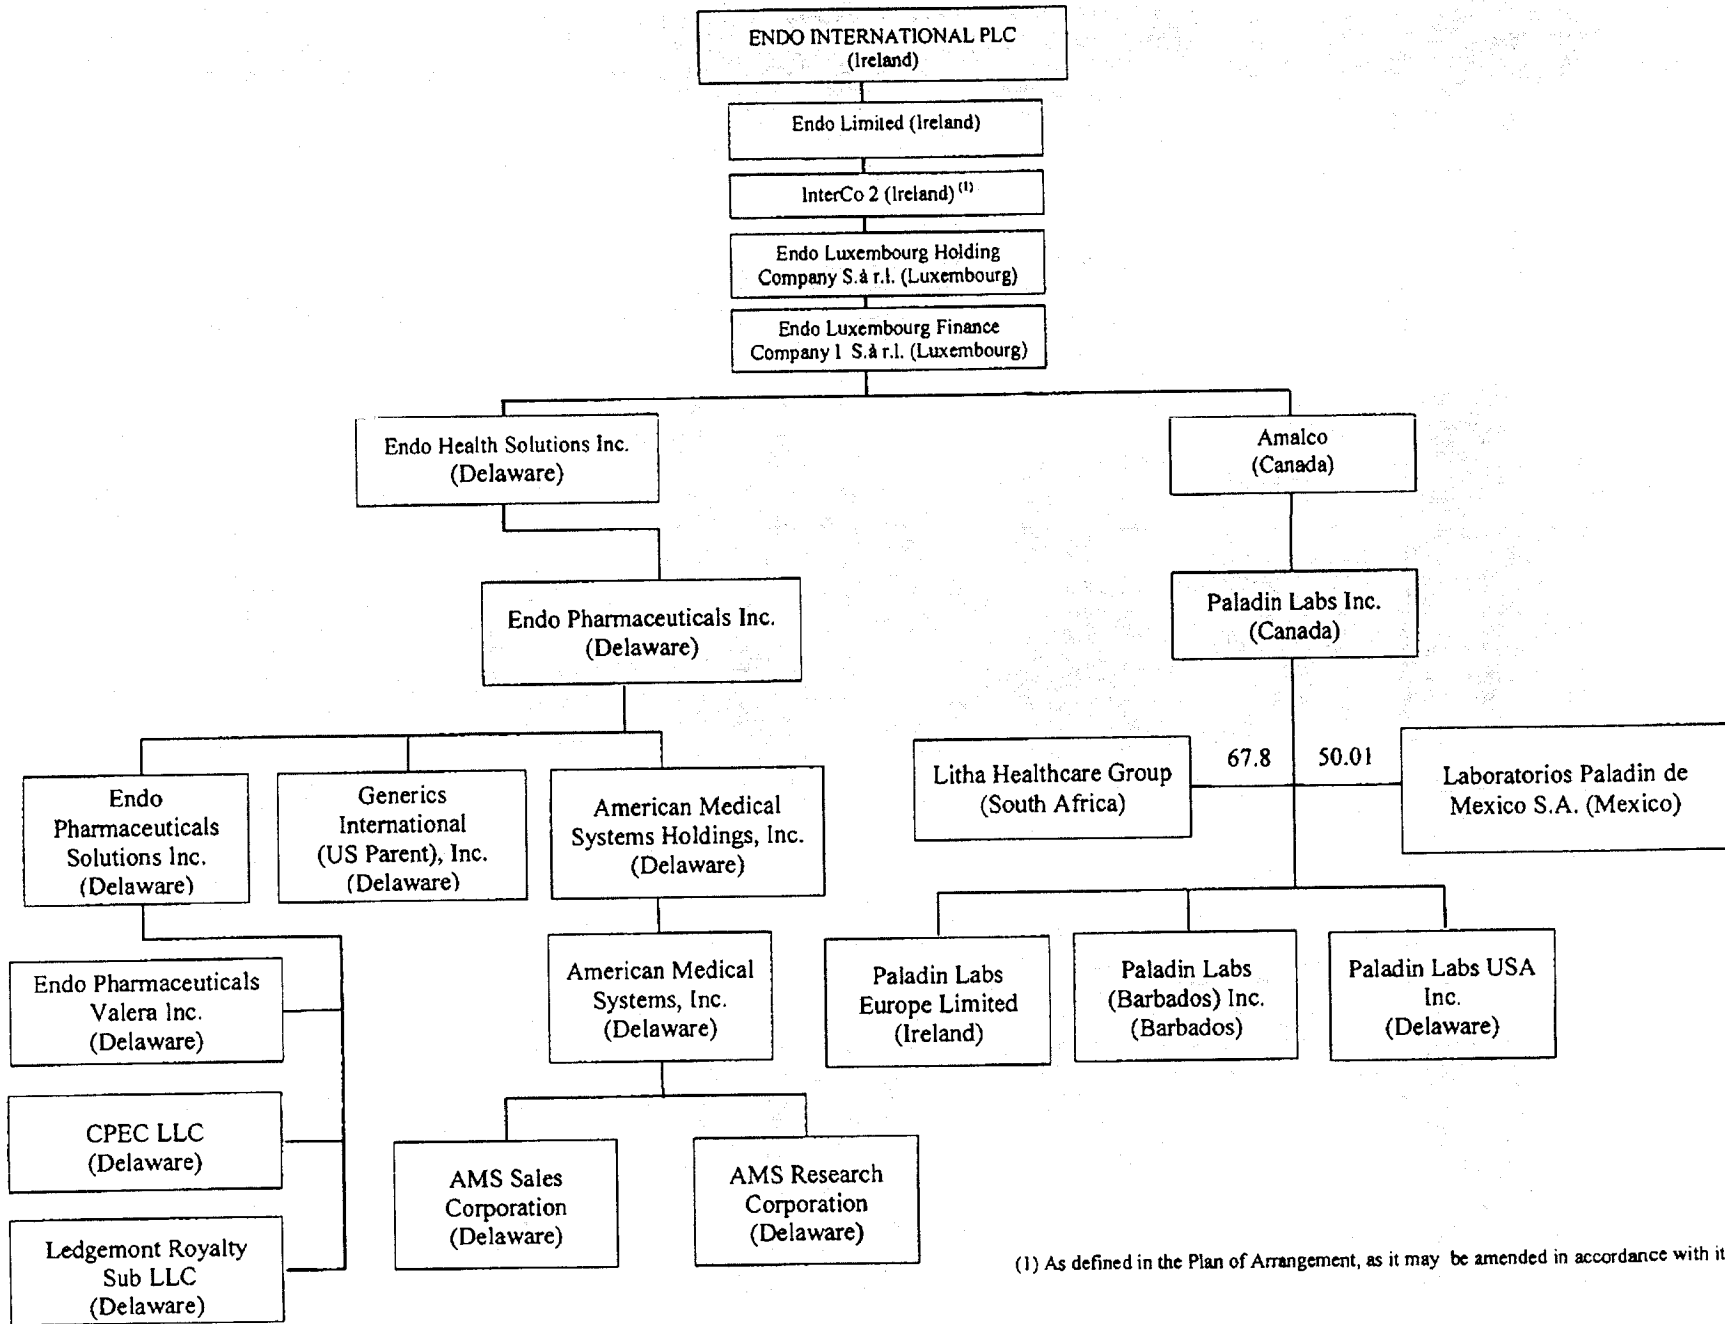 ENDO INTERNATIONAL PLC
(Ireland)
Endo Limited (Ireland)
InterCo 2 (Ireland) (1)
Endo Luxembourg Holding
Company S.à r.l. (Luxembourg)
Endo Luxembourg Finance
Company 1 S.à r.l. (Luxembourg)
Endo Health Solutions Inc.
(Delaware)
Amalco
(Canada)
Endo Pharmaceuticals Inc.
(Delaware)
Paladin Labs Inc.
(Canada)
Endo
Pharmaceuticals
Solutions Inc.
(Delaware)
Generics
International
(US Parent), Inc.
(Delaware)
American Medical
Systems Holdings, Inc.
(Delaware)
Litha Healthcare Group
(South Africa)
67.8
50.01
Laboratorios Paladin de
Mexico S.A. (Mexico)
Endo Pharmaceuticals
Valera Inc.
(Delaware)
American Medical
Systems, Inc.
(Delaware)
Paladin Labs
Europe Limited
(Ireland)
Paladin Labs
(Barbados) Inc.
(Barbados)
Paladin Labs USA
Inc.
(Delaware)
CPEC LLC
(Delaware)
AMS Sales
Corporation
(Delaware)
AMS Research
Corporation
(Delaware)
Ledgemont Royalty
Sub LLC
(Delaware)
(1) As defined in the Plan of Arrangement, as it may be amended in accordance with it